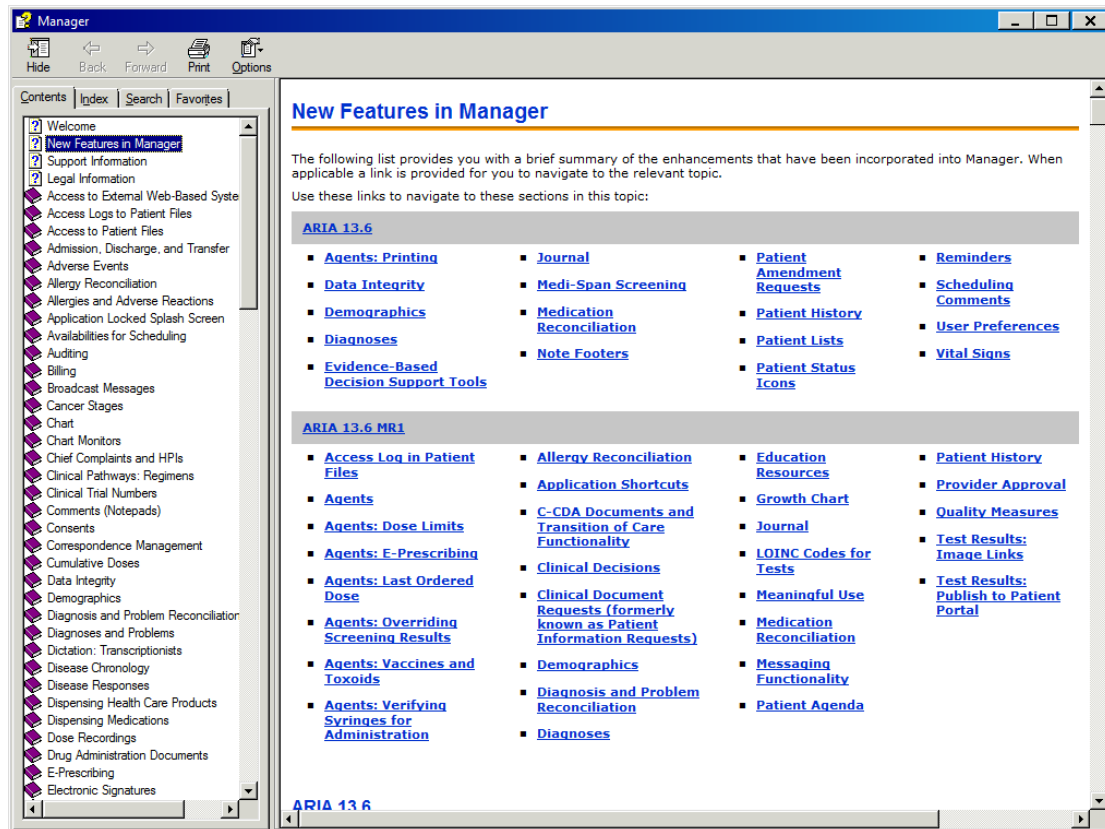 Manager
Hide Back Forward Print Options
Contents Index Search Favorites
Welcome
New Features in Manager
Support Information
Legal Information
Access to External Web-Based Syste
Access Logs to Patient Files
Access to Patient Files
Admission, Discharge, and Transfer
Adverse Events
Allergy Reconciliation
Allergies and Adverse Reactions
Application Locked Splash Screen
Availabilities for Scheduling
Auditing
Billing
Broadcast Messages
Cancer Stages
Chart
Chart Monitors
Chief Complaints and HPIs
Clinical Pathways: Regimens
Clinical Trial Numbers
Comments (Notepads)
Consents
Correspondence Management
Cumulative Doses
Data Integrity
Demographics
Diagnosis and Problem Reconciliation
Diagnoses and Problems
Dictation: Transcriptionists
Disease Chronology
Disease Responses
Dispensing Health Care Products
Dispensing Medications
Dose Recordings
Drug Administration Documents
E-Prescribing
Electronic Signatures
New Features in Manager
The following list provides you with a brief summary of the enhancements that have been incorporated into Manager. When
applicable a link is provided for you to navigate to the relevant topic.
Use these links to navigate to these sections in this topic:
ARIA 13.6
Agents: Printing
Data Integrity
Demographics
Diagnoses
Evidence-Based
Decision Support Tools
Journal
Medi-Span Screening
Medication
Reconciliation
Note Footers
Patient
Amendment
Requests
Patient History
Patient Lists
Patient Status
Icons
Reminders
Scheduling
Comments
User Preferences
Vital Signs
ARIA 13.6 MR1
Access Log in Patient
Files
Agents
Agents: Dose Limits
Agents: E-Prescribing
Agents: Last Ordered
Dose
Agents: Overriding
Screening Results
Agents: Vaccines and
Toxoids
Agents: Verifying
Syringes for
Administration
Allergy Reconciliation
Application Shortcuts
C-CDA Documents and
Transition of Care
Functionality
Clinical Decisions
Clinical Document
Requests (formerly
known as Patient
Information Requests)
Demographics
Diagnosis and Problem
Reconciliation
Diagnoses
Education
Resources
Growth Chart
Journal
LOINC Codes for
Tests
Meaningful Use
Medication
Reconciliation
Messaging
Functionality
Patient Agenda
Patient History
Provider Approval
Quality Measures
Test Results:
Image Links
Test Results:
Publish to Patient
Portal
ARIA 13.6